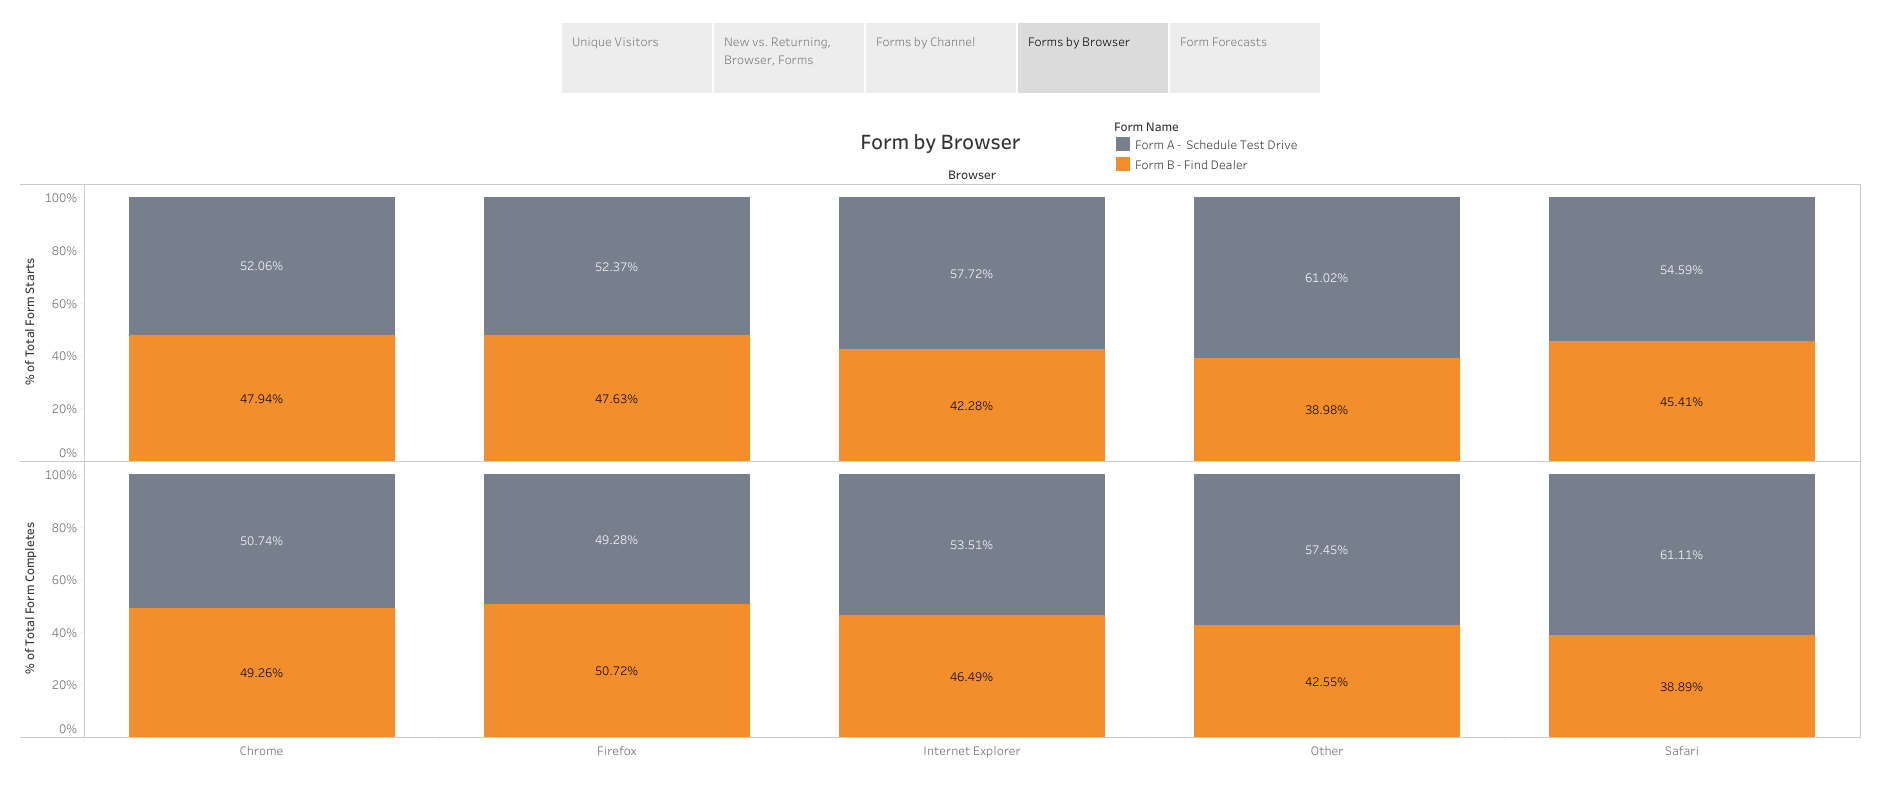 Unique Visitors
New vs. Returning,
Browser, Forms
Forms by Channel
Forms by Browser
Form Forecasts
Form by Browser
Form Name
Form A -  Schedule Test Drive
Form B - Find Dealer
Browser
% of Total Form Starts
100%
80%
60%
40%
20%
0%
52.06%
52.37%
57.72%
61.02%
54.59%
47.94%
47.63%
42.28%
38.98%
45.41%
% of Total Form Completes
100%
80%
60%
40%
20%
0%
50.74%
49.28%
53.51%
57.45%
61.11%
49.26%
50.72%
46.49%
42.55%
38.89%
Chrome
Firefox
Internet Explorer
Other
Safari